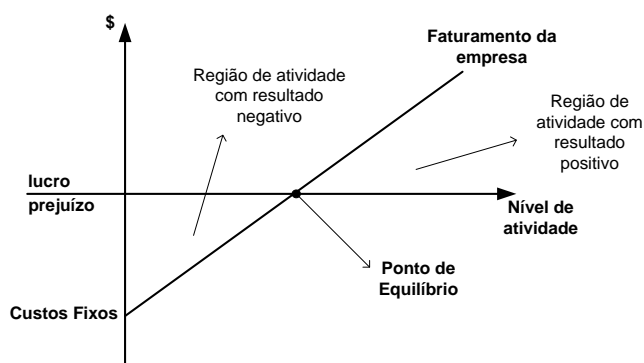 $
Faturamento da
empresa
Região de atividade
com resultado
negativo
Região de
atividade com
resultado
positivo
lucro
prejuízo
Nível de
atividade
Ponto de
Equilíbrio
Custos Fixos